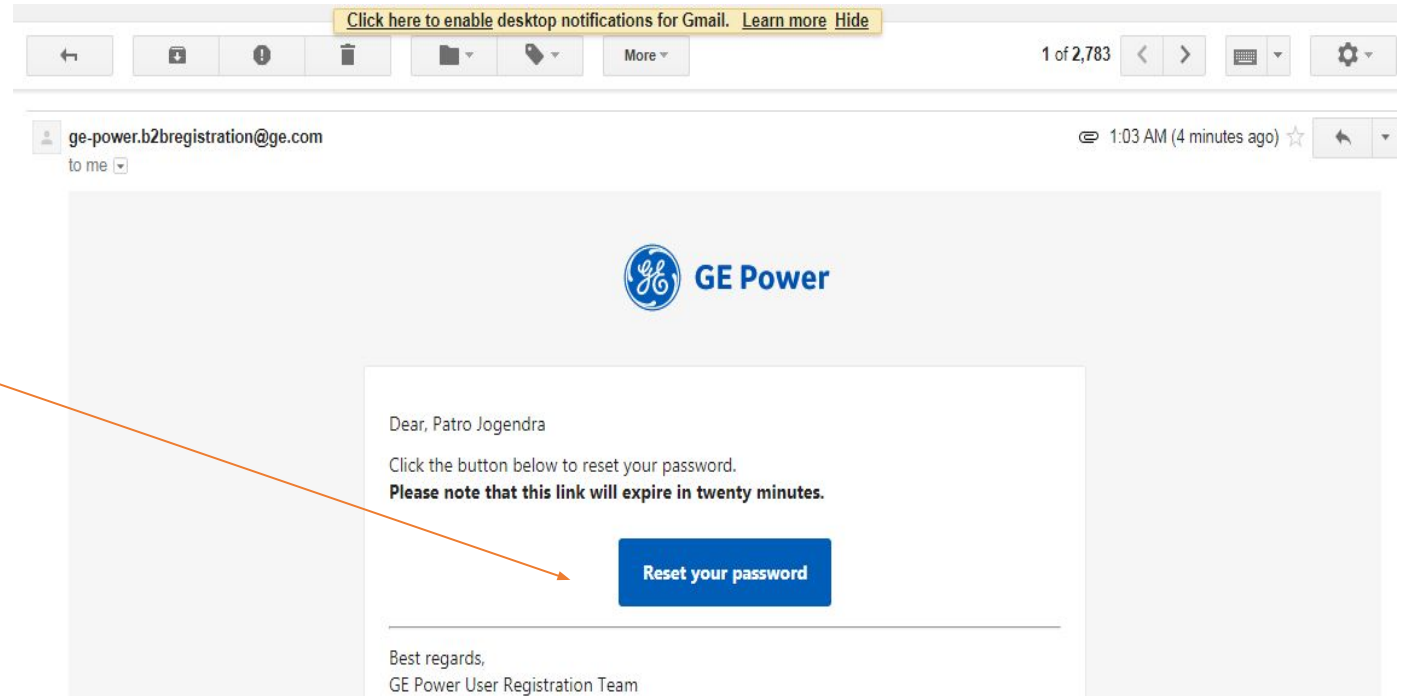 Click here to enable desktop notifications for Gmail. Learn more Hide
More
1 of 2,783
ge-power.b2bregistration@ge.com
1:03 AM (4 minutes ago)
to me
GE GE Power
Dear, Patro Jogendra
Click the button below to reset your password.
Please note that this link will expire in twenty minutes.
Reset your password
Best regards,
GE Power User Registration Team